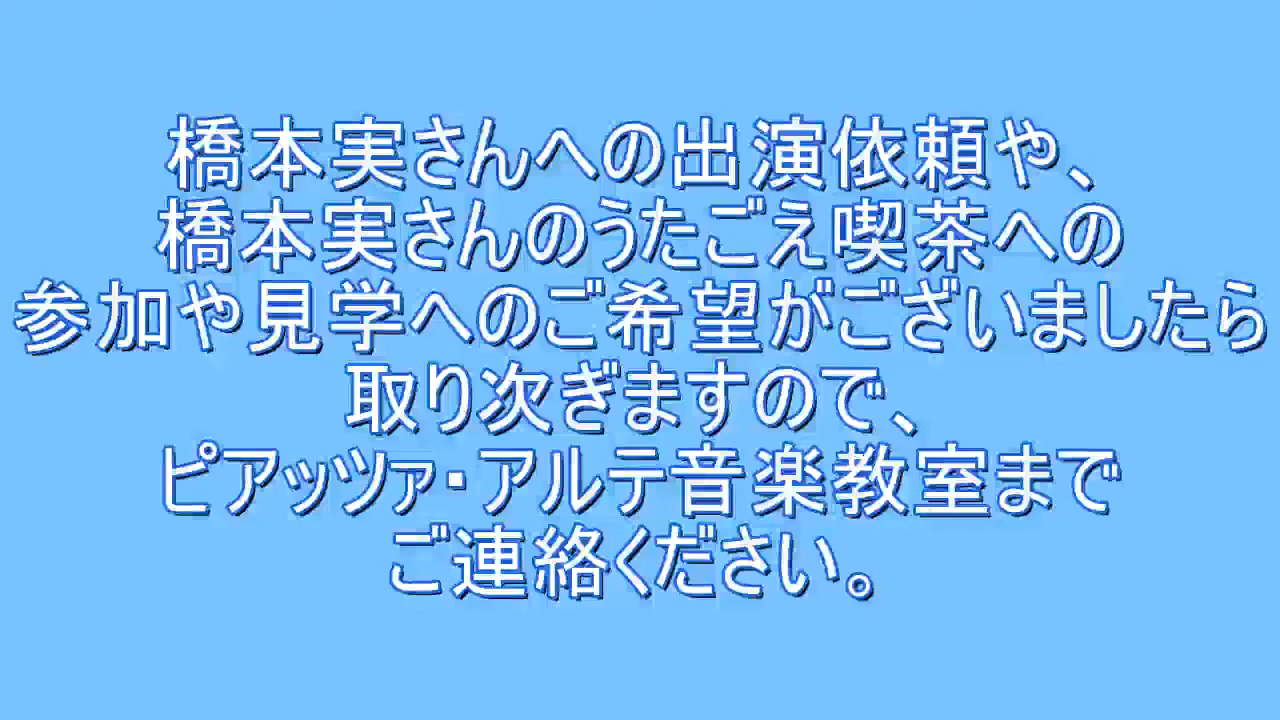 橋本実さんへの出演依頼や、
橋本実さんのうたごえ喫茶への
参加や見学へのご希望がございましたら
取り次ぎますので、
ピアッツァ・アルテ音楽教室まで
ご連絡ください。